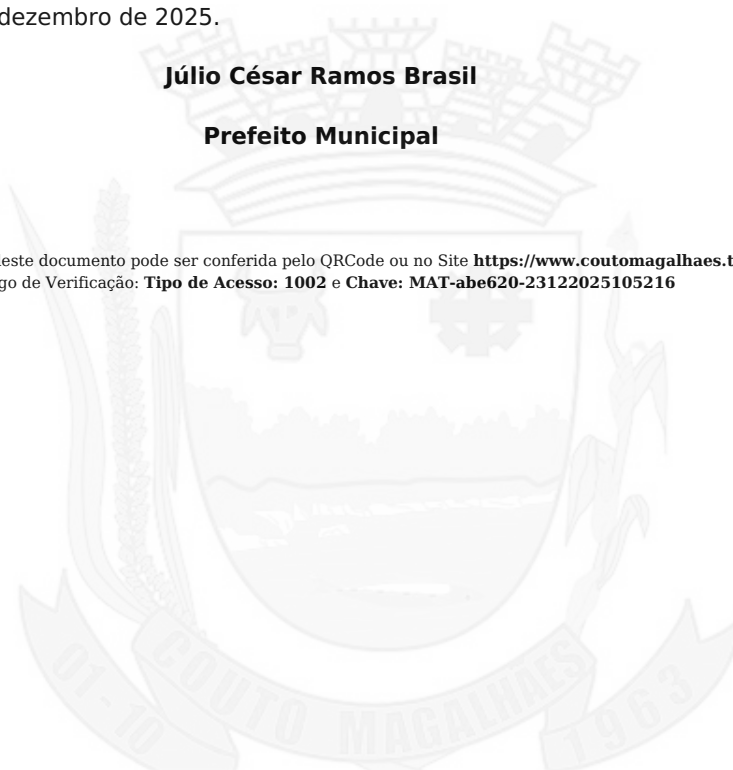 dezembro de 2025.
Júlio César Ramos Brasil
Prefeito Municipal
deste documento pode ser conferida pelo QRCode ou no Site https://www.coutomagalhaes.t
go de Verificação: Tipo de Acesso: 1002 e Chave: MAT-abe620-23122025105216
01-10 COUTO MAGALHÃES 1963